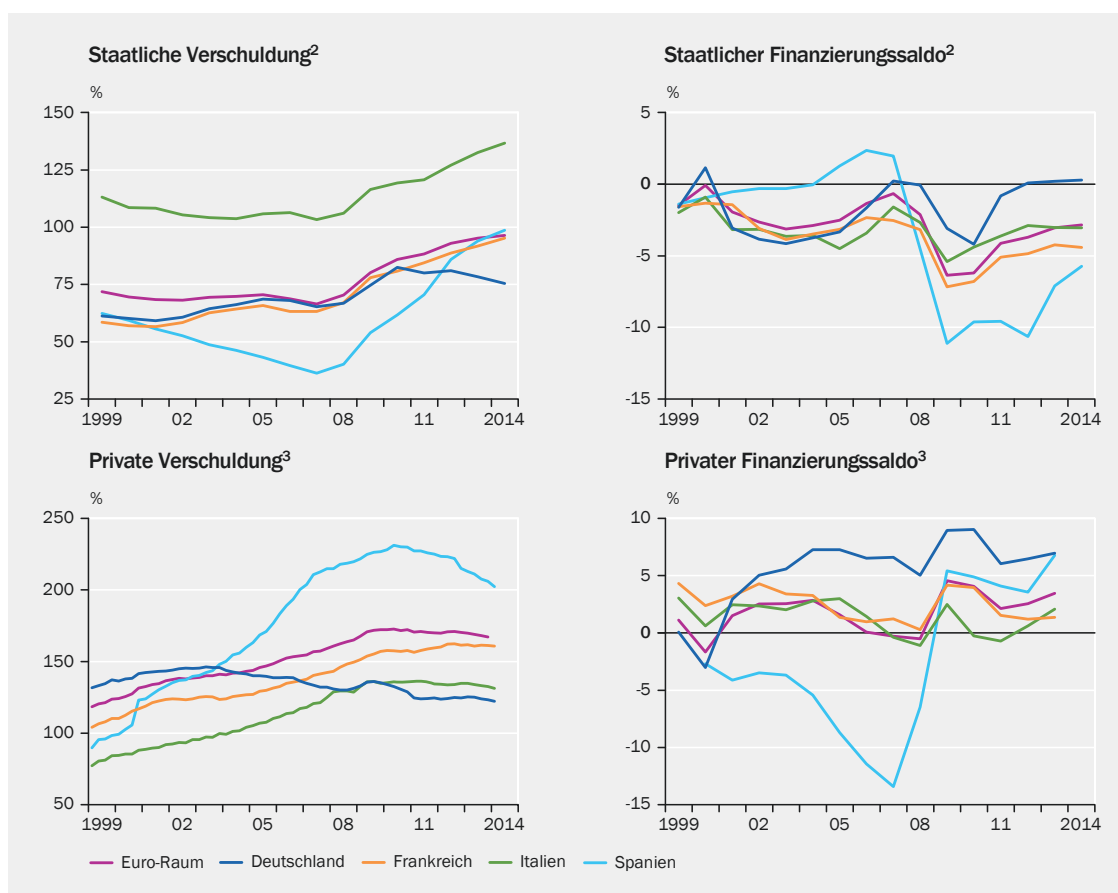 Staatliche Verschuldung²
%
150
125
100
75
50
25
1999 02 05 08 11 2014
Staatlicher Finanzierungssaldo²
%
5
0
-5
-10
-15
1999 02 05 08 11 2014
Private Verschuldung³
%
250
200
150
100
50
1999 02 05 08 11 2014
Privater Finanzierungssaldo³
%
10
5
0
-5
-10
-15
1999 02 05 08 11 2014
Euro-Raum Deutschland Frankreich Italien Spanien